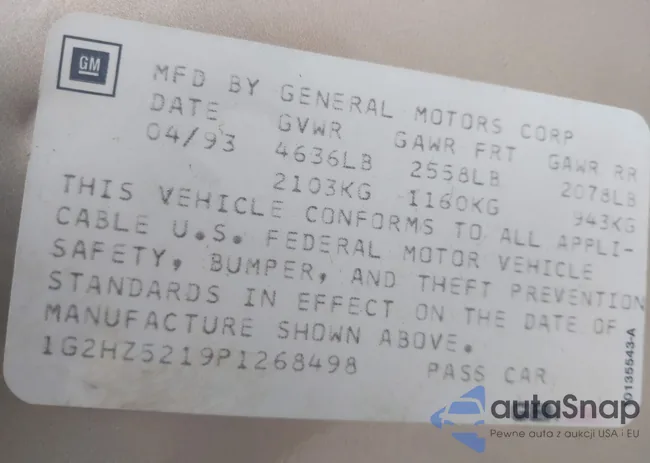 GM
MFD BY GENERAL MOTORS CORP
DATE GVWR GAWR FRT GAWR RR
04/93 4636LB 2558LB 2078LB
2103KG 1160KG 943KG
THIS VEHICLE CONFORMS TO ALL APPLI-
CABLE U.S. FEDERAL MOTOR VEHICLE
SAFETY, BUMPER, AND THEFT PREVENTION
STANDARDS IN EFFECT ON THE DATE OF
MANUFACTURE SHOWN ABOVE.
1G2HZ5219P1268498 PASS CAR
10135543-A
autaSnap
Pewne auta z aukcji USA i EU